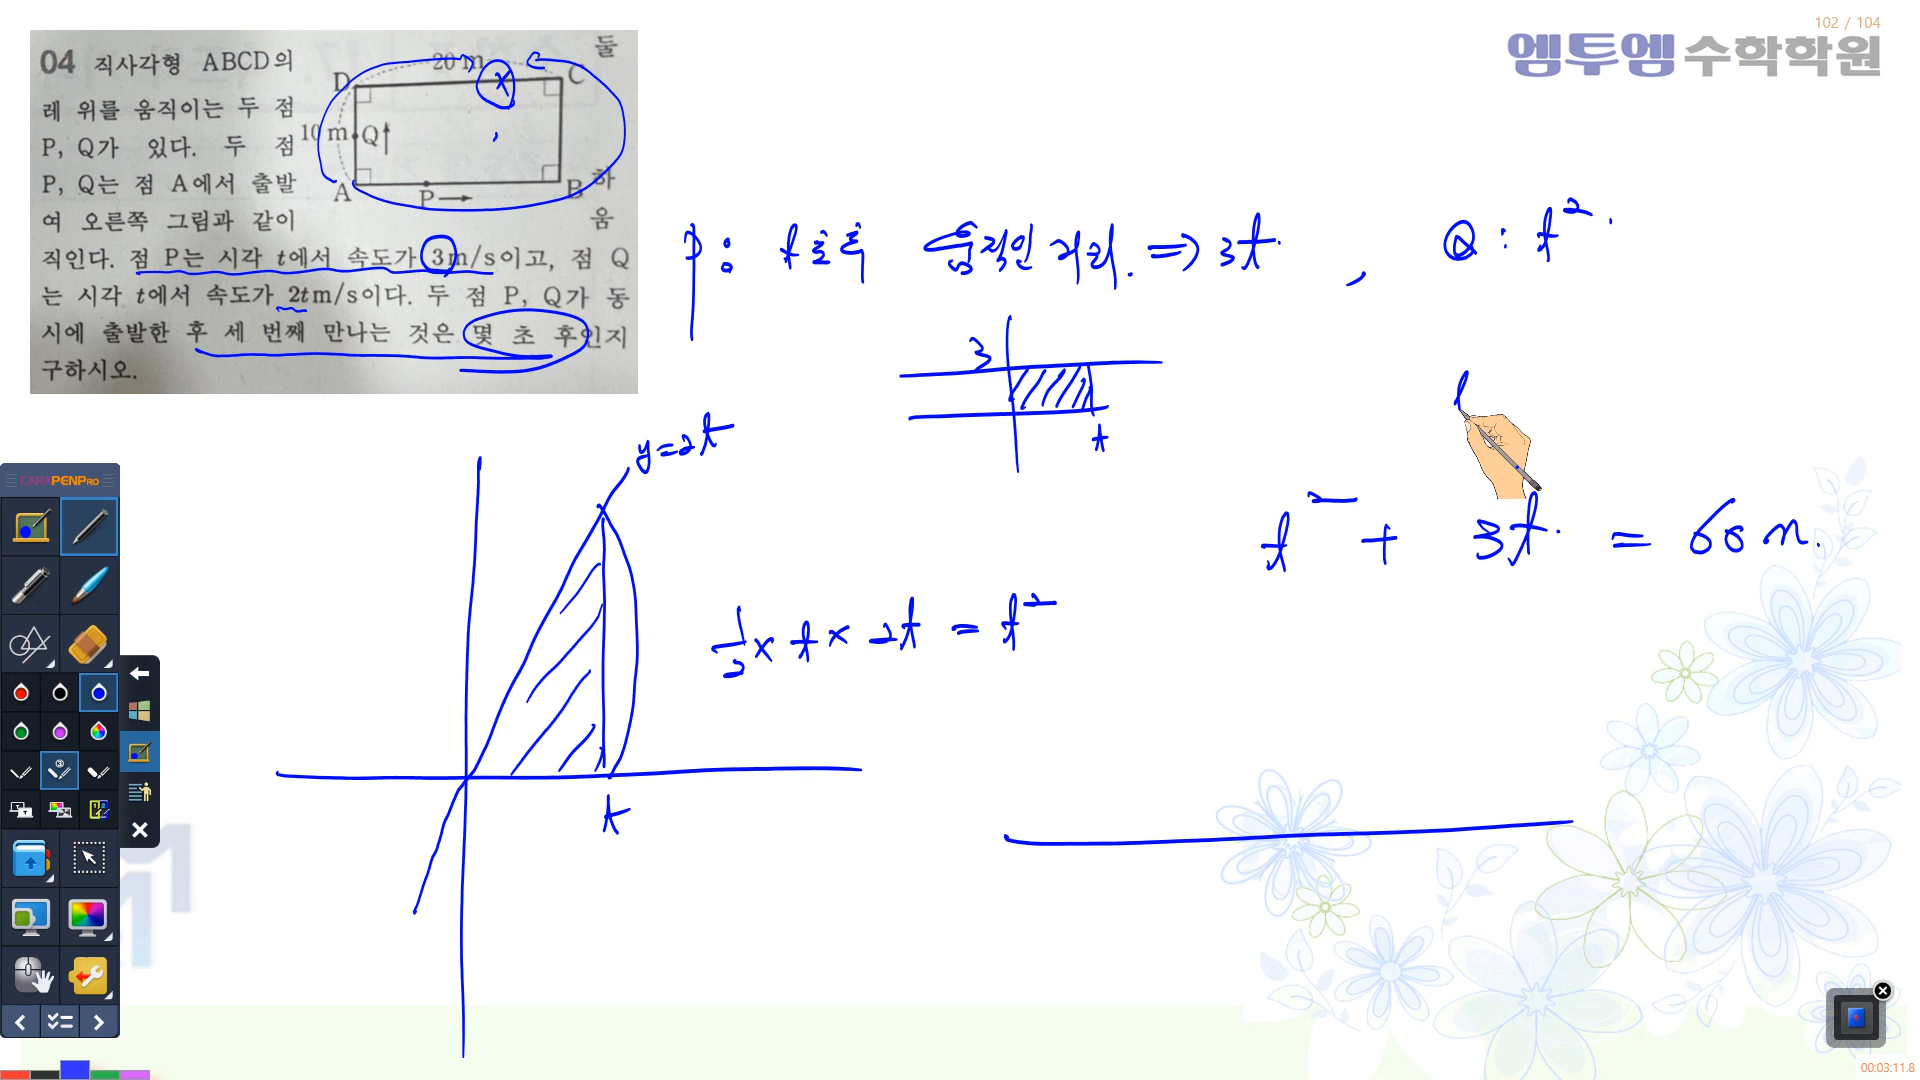 102 / 104
엠투엠 수학학원
04 직사각형 ABCD의 둘
레 위를 움직이는 두 점
P, Q가 있다. 두 점
P, Q는 점 A에서 출발하
여 오른쪽 그림과 같이 움
직인다. 점 P는 시각 t에서 속도가 3m/s이고, 점 Q
는 시각 t에서 속도가 2tm/s이다. 두 점 P, Q가 동
시에 출발한 후 세 번째 만나는 것은 몇 초 후인지
구하시오.
D 20 m C
X
10 m Q
A P B
P : t초 움직인 거리. ⇒ 3t , Q : t²
3
t
y=2t
t² + 3t = 60n.
½ × t × 2t = t²
t
CARAPENPRO
00:03:11.8